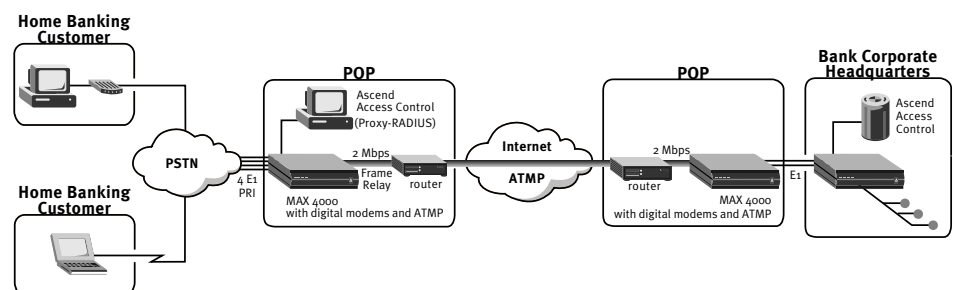 Home Banking
Customer
Home Banking
Customer
PSTN
4 E1
PRI
POP
Ascend
Access Control
(Proxy-RADIUS)
2 Mbps
Frame
Relay
router
MAX 4000
with digital modems and ATMP
Internet
ATMP
POP
2 Mbps
router
MAX 4000
with digital modems and ATMP
E1
Bank Corporate
Headquarters
Ascend
Access
Control